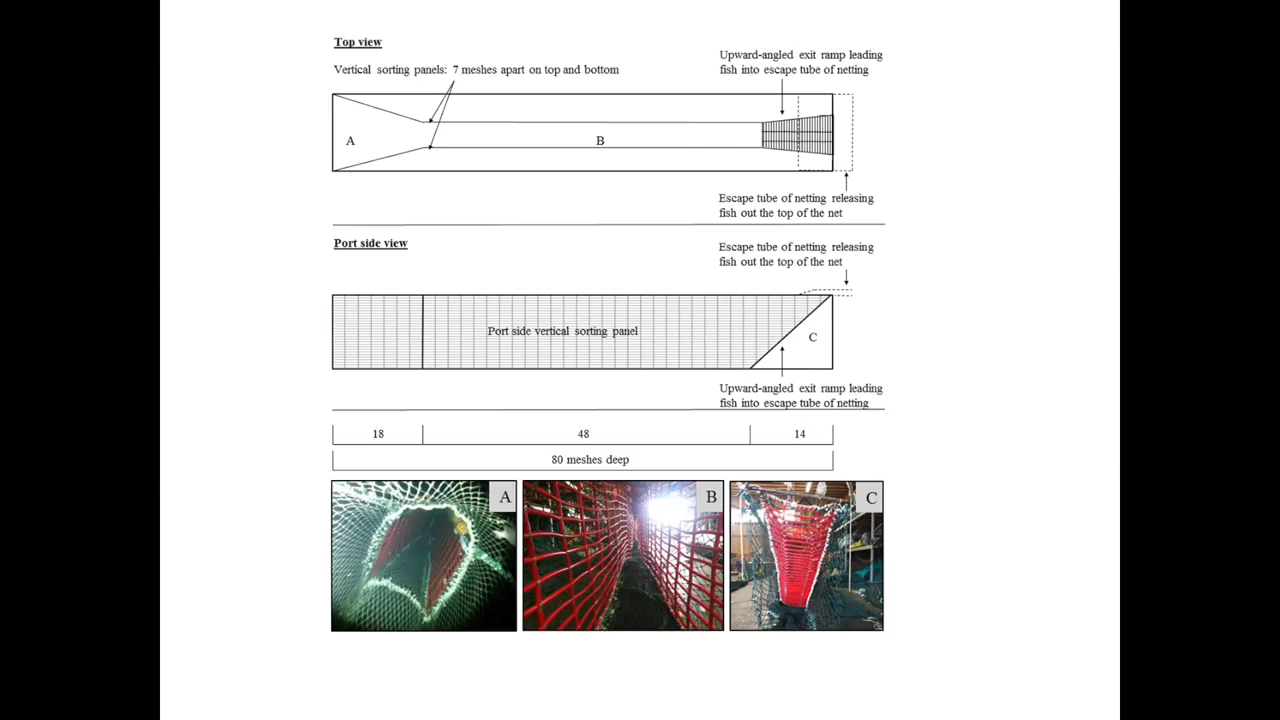 Top view
Upward-angled exit ramp leading
fish into escape tube of netting
Vertical sorting panels: 7 meshes apart on top and bottom
A
B
Escape tube of netting releasing
fish out the top of the net
Port side view
Escape tube of netting releasing
fish out the top of the net
Port side vertical sorting panel
C
Upward-angled exit ramp leading
fish into escape tube of netting
18
48
14
80 meshes deep
A
B
C